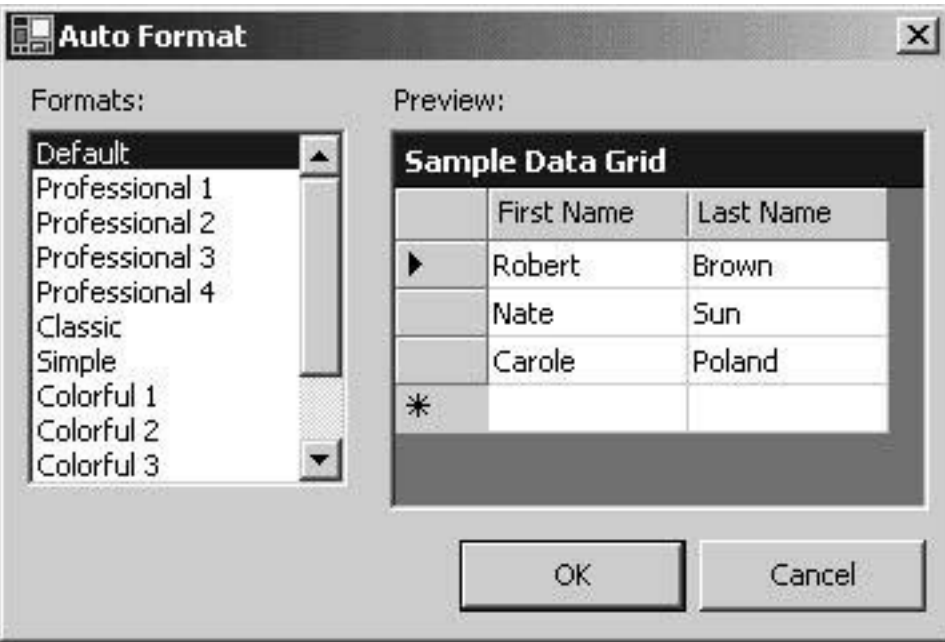 Auto Format
Formats:
Default
Professional 1
Professional 2
Professional 3
Professional 4
Classic
Simple
Colorful 1
Colorful 2
Colorful 3
Preview:
Sample Data Grid
First Name Last Name
Robert Brown
Nate Sun
Carole Poland
*
OK Cancel